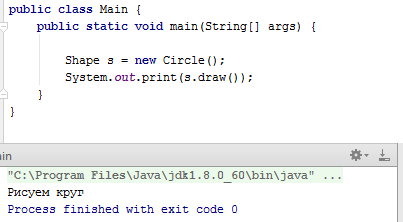 public class Main {
public static void main(String[] args) {
Shape s = new Circle();
System.out.print(s.draw());
}
}
"C:\Program Files\Java\jdk1.8.0_60\bin\java" ...
Рисуем круг
Process finished with exit code 0